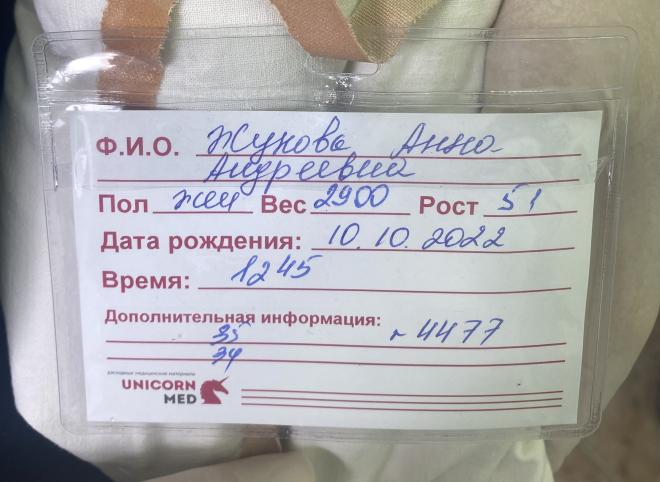 Ф.И.О. Жукова Анна
Андреевна
Пол жен Вес 2900 Рост 51
Дата рождения: 10.10.2022
Время: 1245
Дополнительная информация:
35 г 4477
34
расходные медицинские материалы
UNICORN
MED